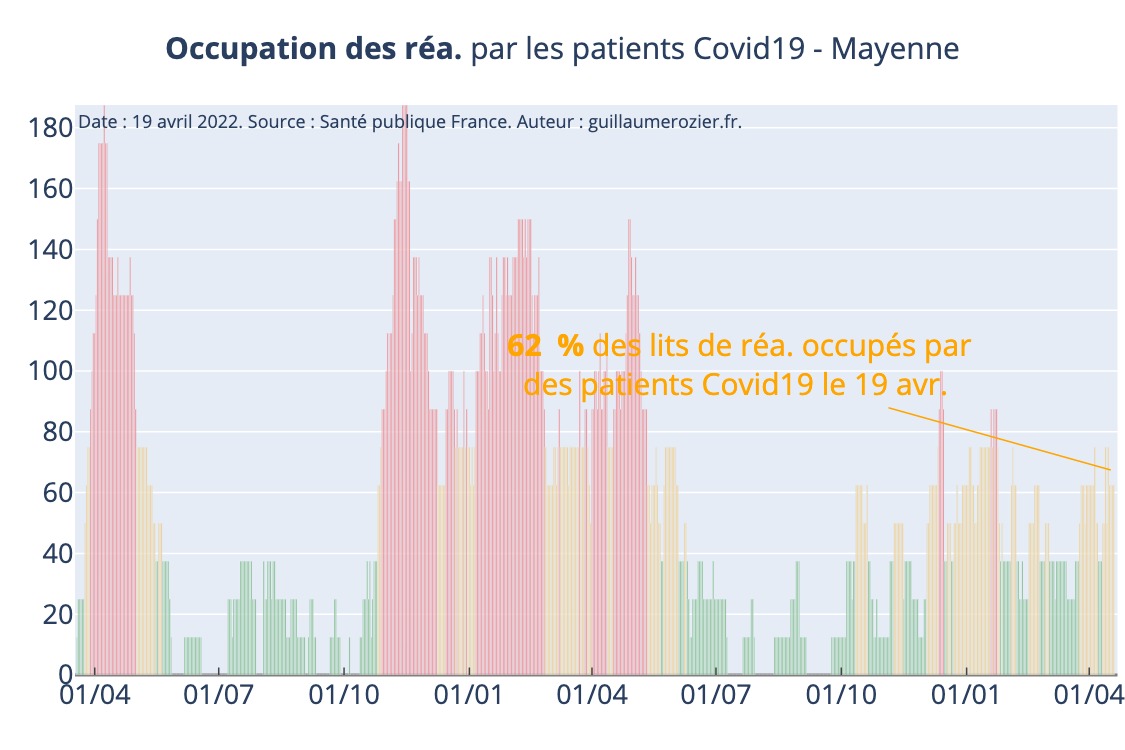 Occupation des réa. par les patients Covid19 - Mayenne
Date : 19 avril 2022. Source : Santé publique France. Auteur : guillaumerozier.fr.
180
160
140
120
100
80
60
40
20
0
62 % des lits de réa. occupés par
des patients Covid19 le 19 avr.
01/04 01/07 01/10 01/01 01/04 01/07 01/10 01/01 01/04